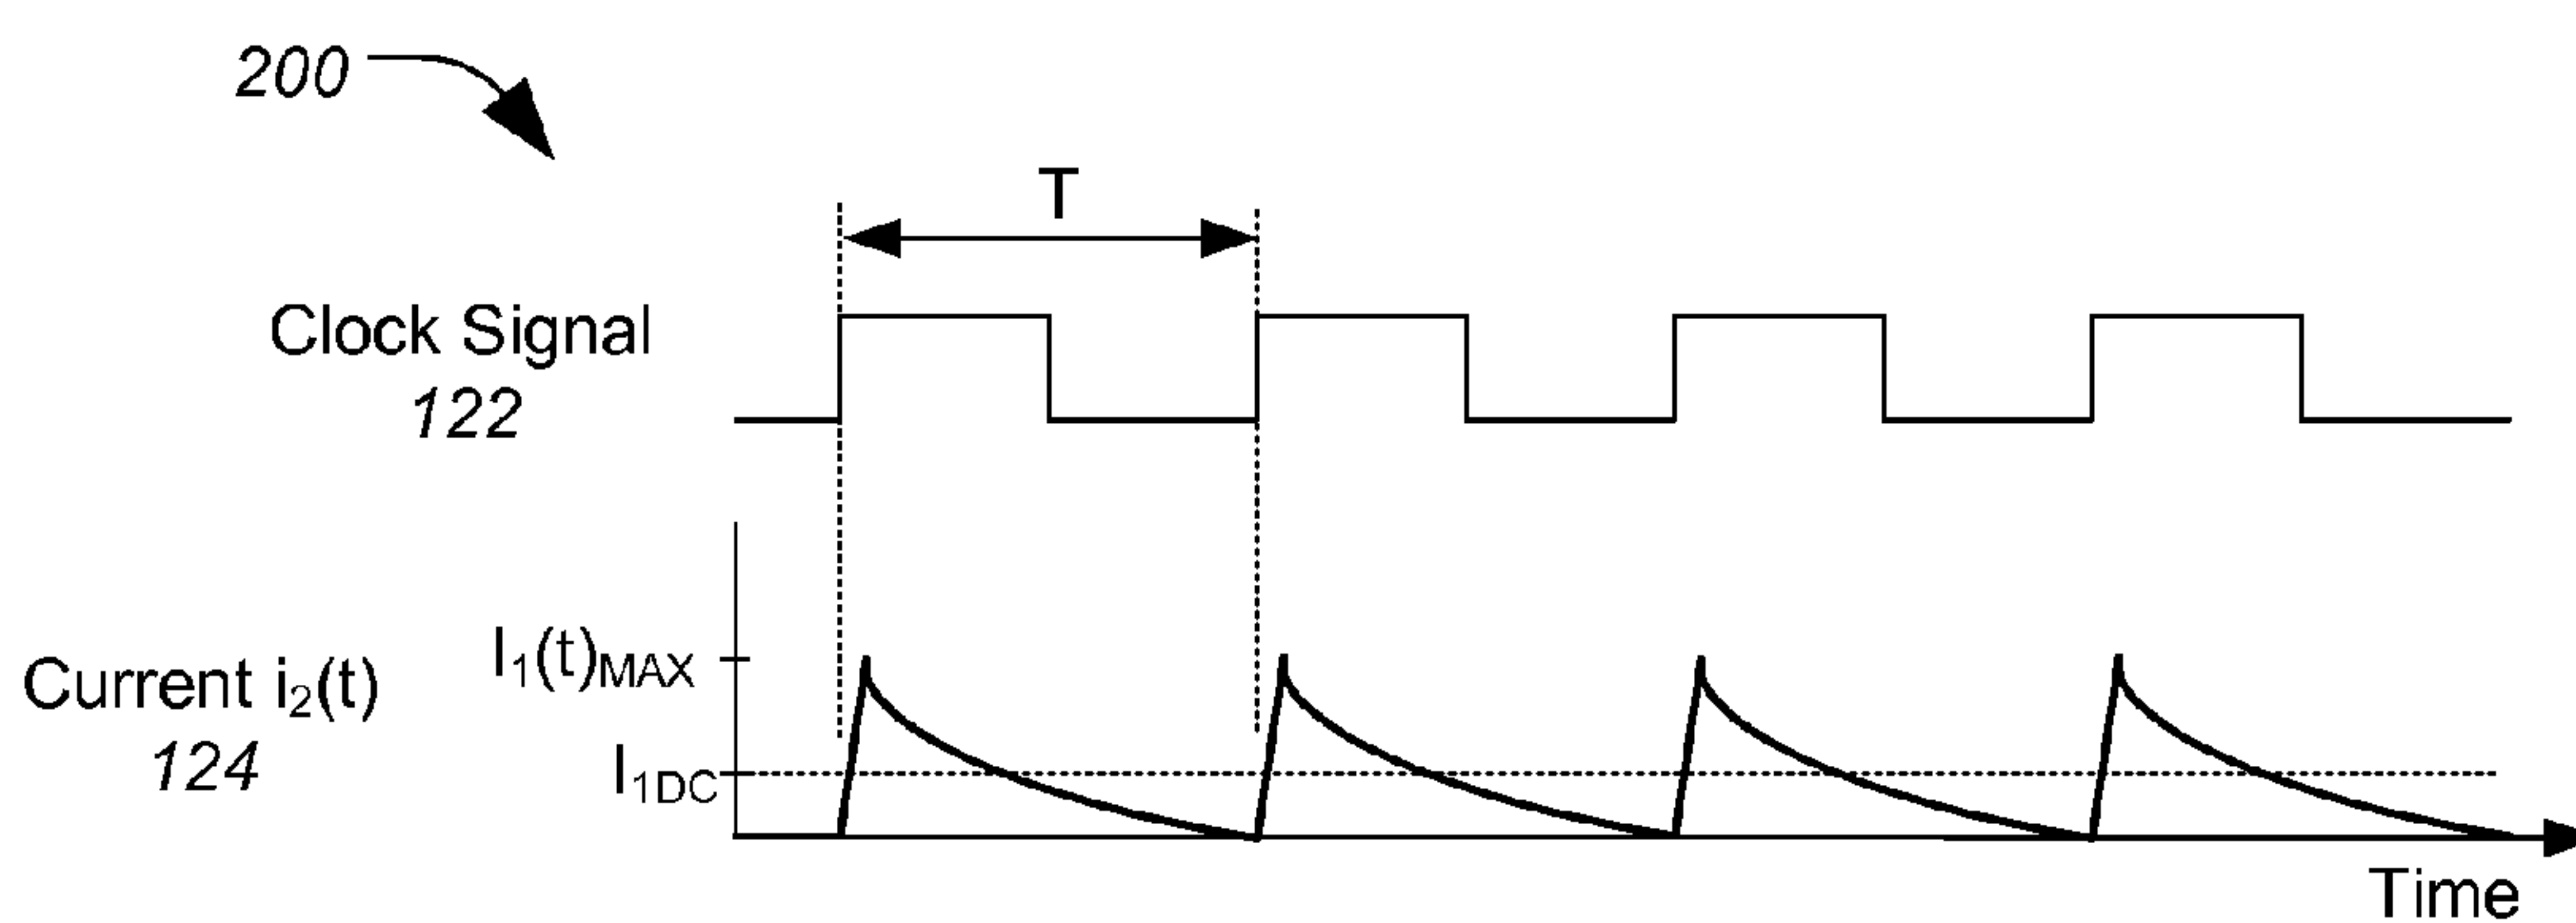 200
T
Clock Signal
122
I₁(t)MAX
Current i₂(t)
124
I₁DC
Time